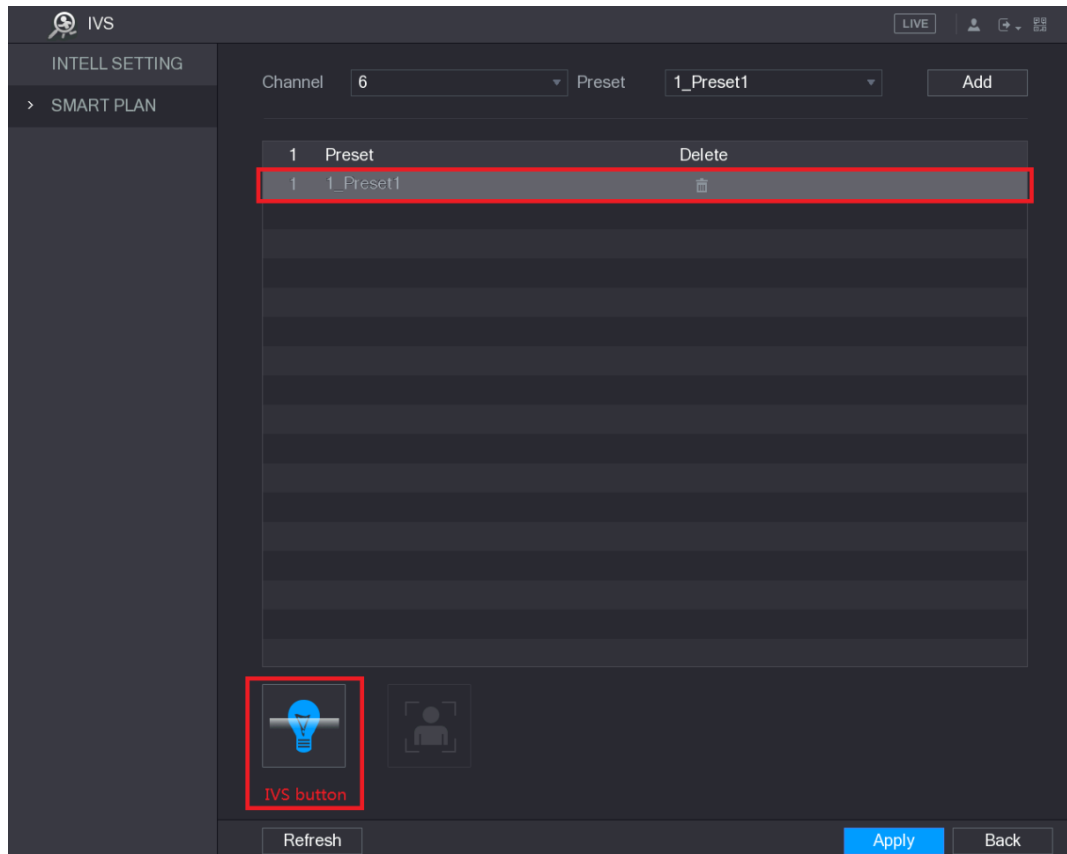 IVS
LIVE
INTELL SETTING
SMART PLAN
Channel 6 Preset 1_Preset1 Add
1 Preset Delete
1 1_Preset1
IVS button
Refresh Apply Back